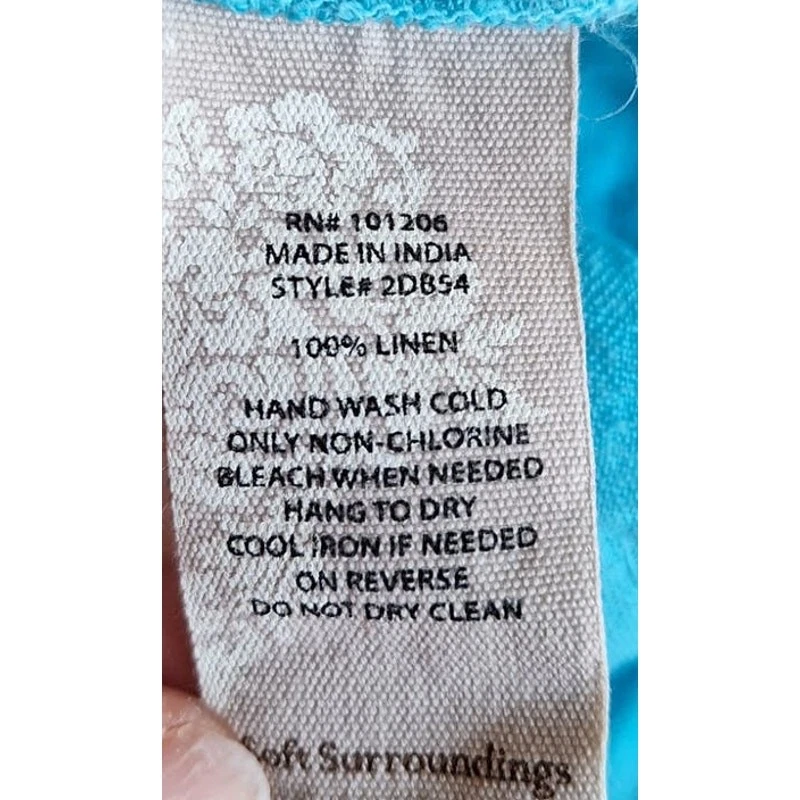 RN# 101206
MADE IN INDIA
STYLE# 2DB54
100% LINEN
HAND WASH COLD
ONLY NON-CHLORINE
BLEACH WHEN NEEDED
HANG TO DRY
COOL IRON IF NEEDED
ON REVERSE
DO NOT DRY CLEAN
Soft Surroundings